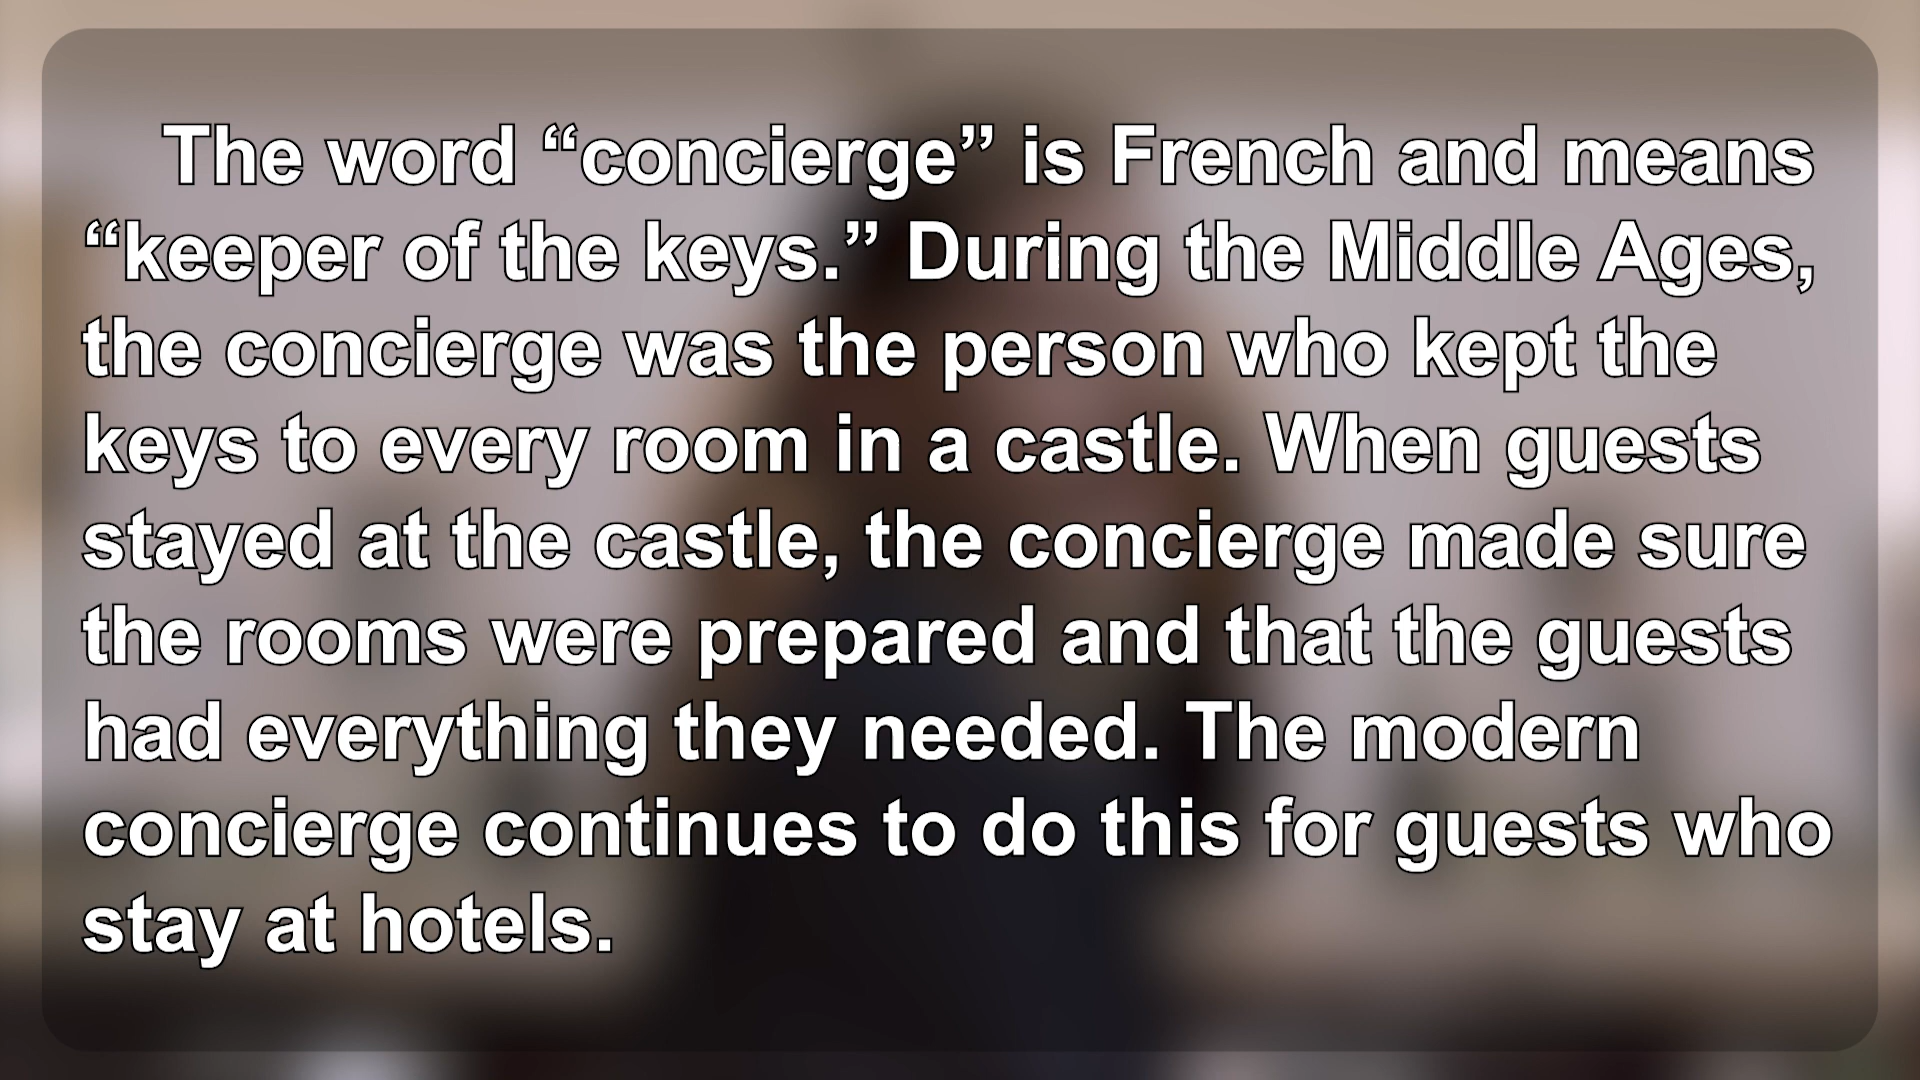 The word “concierge” is French and means
“keeper of the keys.” During the Middle Ages,
the concierge was the person who kept the
keys to every room in a castle. When guests
stayed at the castle, the concierge made sure
the rooms were prepared and that the guests
had everything they needed. The modern
concierge continues to do this for guests who
stay at hotels.